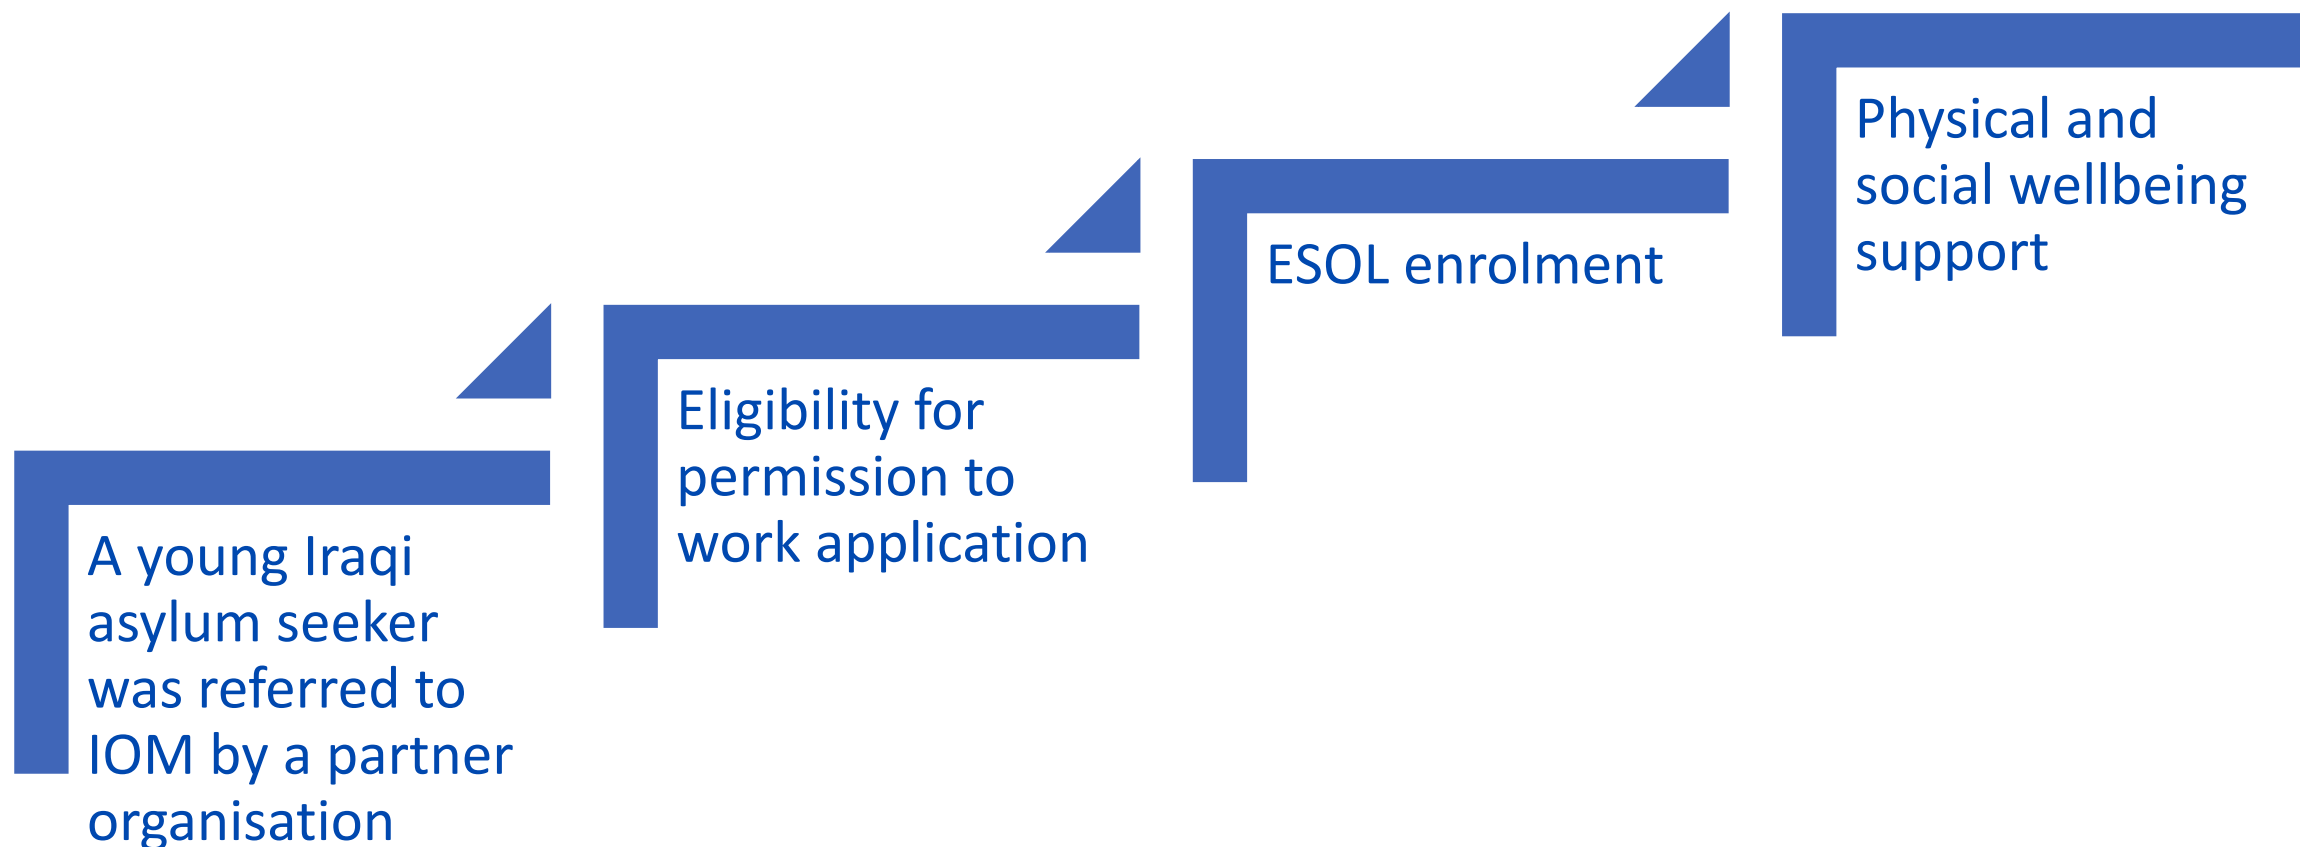 A young Iraqi
asylum seeker
was referred to
IOM by a partner
organisation
Eligibility for
permission to
work application
ESOL enrolment
Physical and
social wellbeing
support